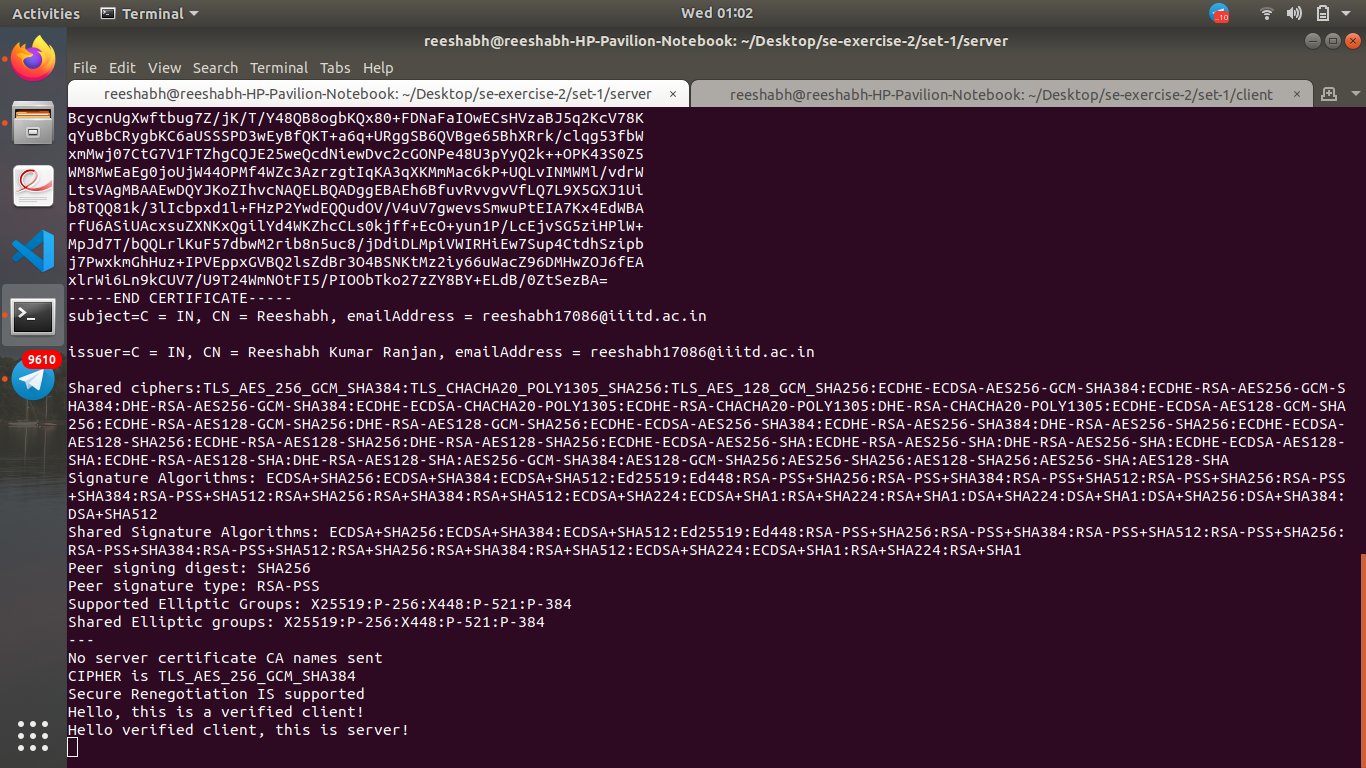 Activities Terminal Wed 01:02 10
reeshabh@reeshabh-HP-Pavilion-Notebook: ~/Desktop/se-exercise-2/set-1/server
File Edit View Search Terminal Tabs Help
reeshabh@reeshabh-HP-Pavilion-Notebook: ~/Desktop/se-exercise-2/set-1/server × reeshabh@reeshabh-HP-Pavilion-Notebook: ~/Desktop/se-exercise-2/set-1/client ×
BcycnUgXwftbug7Z/jK/T/Y48QB8ogbKQx80+FDNaFaIOwECsHVzaBJ5q2KcV78K
qYuBbCRygbKC6aUSSSPD3wEyBfQKT+a6q+URggSB6QVBge65BhXRrk/clqg53fbW
xmMwj07CtG7V1FTZhgCQJE25weQcdNiewDvc2cGONPe48U3pYyQ2k++OPK43S0Z5
WM8MwEaEg0joUjW44OPMf4WZc3AzrzgtIqKA3qXKMmMac6kP+UQLvINMWMl/vdrW
LtsVAgMBAAEwDQYJKoZIhvcNAQELBQADggEBAEh6BfuvRvvgvVfLQ7L9X5GXJ1Ui
b8TQQ81k/3lIcbpxd1l+FHzP2YwdEQQudOV/V4uV7gwevsSmwuPtEIA7Kx4EdWBA
rfU6ASiUAcxsuZXNKxQgilYd4WKZhcCLs0kjff+EcO+yun1P/LcEjvSG5ziHPlW+
MpJd7T/bQQLrlKuF57dbwM2rib8n5uc8/jDdiDLMpiVWIRHiEw7Sup4CtdhSzipb
j7PwxkmGhHuz+IPVEppxGVBQ2lsZdBr3O4BSNKtMz2iy66uWacZ96DMHwZOJ6fEA
xlrWi6Ln9kCUV7/U9T24WmNOtFI5/PIOObTko27zZY8BY+ELdB/0ZtSezBA=
-----END CERTIFICATE-----
subject=C = IN, CN = Reeshabh, emailAddress = reeshabh17086@iiitd.ac.in
issuer=C = IN, CN = Reeshabh Kumar Ranjan, emailAddress = reeshabh17086@iiitd.ac.in
9610
Shared ciphers:TLS_AES_256_GCM_SHA384:TLS_CHACHA20_POLY1305_SHA256:TLS_AES_128_GCM_SHA256:ECDHE-ECDSA-AES256-GCM-SHA384:ECDHE-RSA-AES256-GCM-S
HA384:DHE-RSA-AES256-GCM-SHA384:ECDHE-ECDSA-CHACHA20-POLY1305:ECDHE-RSA-CHACHA20-POLY1305:DHE-RSA-CHACHA20-POLY1305:ECDHE-ECDSA-AES128-GCM-SHA
256:ECDHE-RSA-AES128-GCM-SHA256:DHE-RSA-AES128-GCM-SHA256:ECDHE-ECDSA-AES256-SHA384:ECDHE-RSA-AES256-SHA384:DHE-RSA-AES256-SHA256:ECDHE-ECDSA-
AES128-SHA256:ECDHE-RSA-AES128-SHA256:DHE-RSA-AES128-SHA256:ECDHE-ECDSA-AES256-SHA:ECDHE-RSA-AES256-SHA:DHE-RSA-AES256-SHA:ECDHE-ECDSA-AES128-
SHA:ECDHE-RSA-AES128-SHA:DHE-RSA-AES128-SHA:AES256-GCM-SHA384:AES128-GCM-SHA256:AES256-SHA256:AES128-SHA256:AES256-SHA:AES128-SHA
Signature Algorithms: ECDSA+SHA256:ECDSA+SHA384:ECDSA+SHA512:Ed25519:Ed448:RSA-PSS+SHA256:RSA-PSS+SHA384:RSA-PSS+SHA512:RSA-PSS+SHA256:RSA-PSS
+SHA384:RSA-PSS+SHA512:RSA+SHA256:RSA+SHA384:RSA+SHA512:ECDSA+SHA224:ECDSA+SHA1:RSA+SHA224:RSA+SHA1:DSA+SHA224:DSA+SHA1:DSA+SHA256:DSA+SHA384:
DSA+SHA512
Shared Signature Algorithms: ECDSA+SHA256:ECDSA+SHA384:ECDSA+SHA512:Ed25519:Ed448:RSA-PSS+SHA256:RSA-PSS+SHA384:RSA-PSS+SHA512:RSA-PSS+SHA256:
RSA-PSS+SHA384:RSA-PSS+SHA512:RSA+SHA256:RSA+SHA384:RSA+SHA512:ECDSA+SHA224:ECDSA+SHA1:RSA+SHA224:RSA+SHA1
Peer signing digest: SHA256
Peer signature type: RSA-PSS
Supported Elliptic Groups: X25519:P-256:X448:P-521:P-384
Shared Elliptic groups: X25519:P-256:X448:P-521:P-384
---
No server certificate CA names sent
CIPHER is TLS_AES_256_GCM_SHA384
Secure Renegotiation IS supported
Hello, this is a verified client!
Hello verified client, this is server!